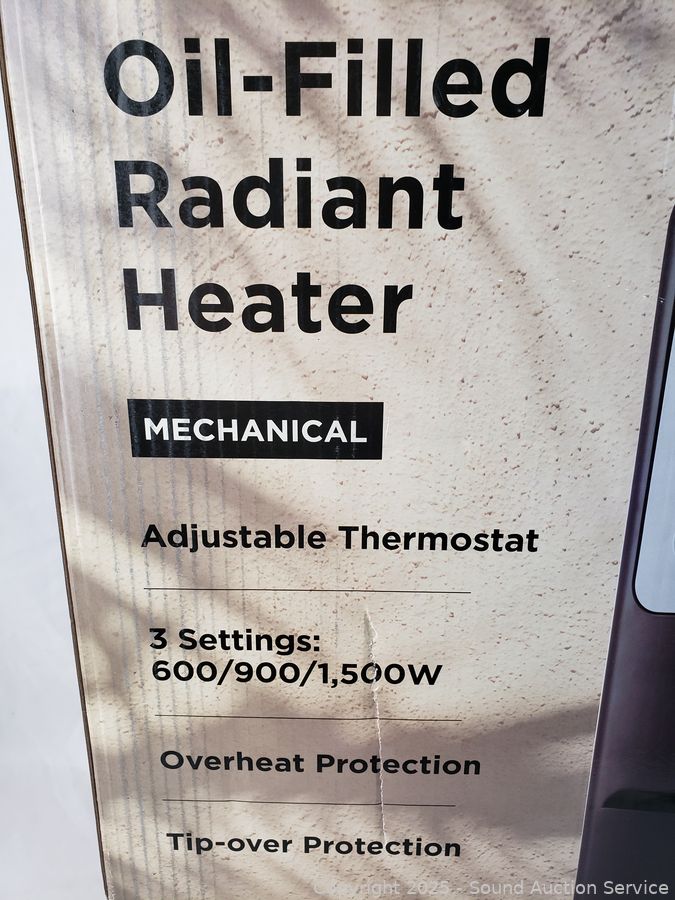 Oil-Filled
Radiant
Heater
MECHANICAL
Adjustable Thermostat
3 Settings:
600/900/1,500W
Overheat Protection
Tip-over Protection
Copyright 2025 - Sound Auction Service